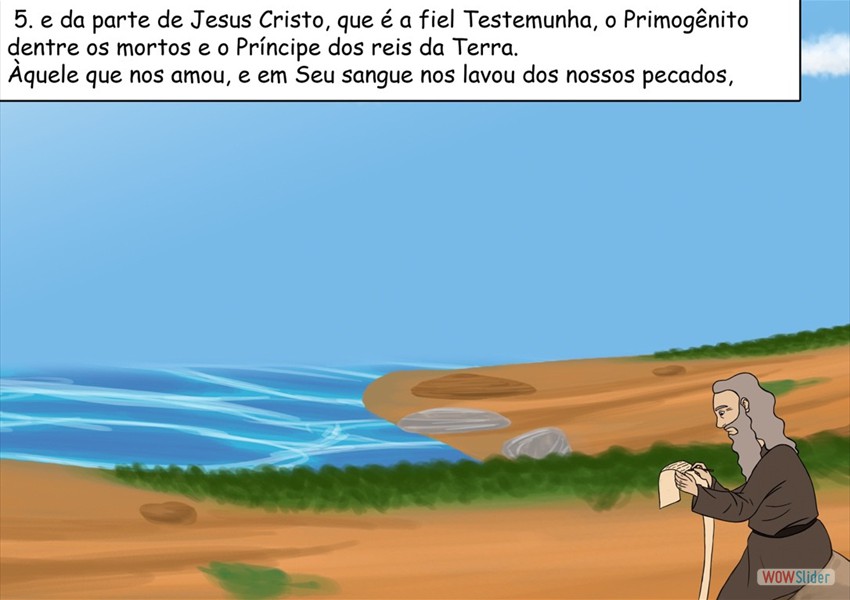 5. e da parte de Jesus Cristo, que é a fiel Testemunha, o Primogênito
dentre os mortos e o Príncipe dos reis da Terra.
Àquele que nos amou, e em Seu sangue nos lavou dos nossos pecados,
WOWSlider